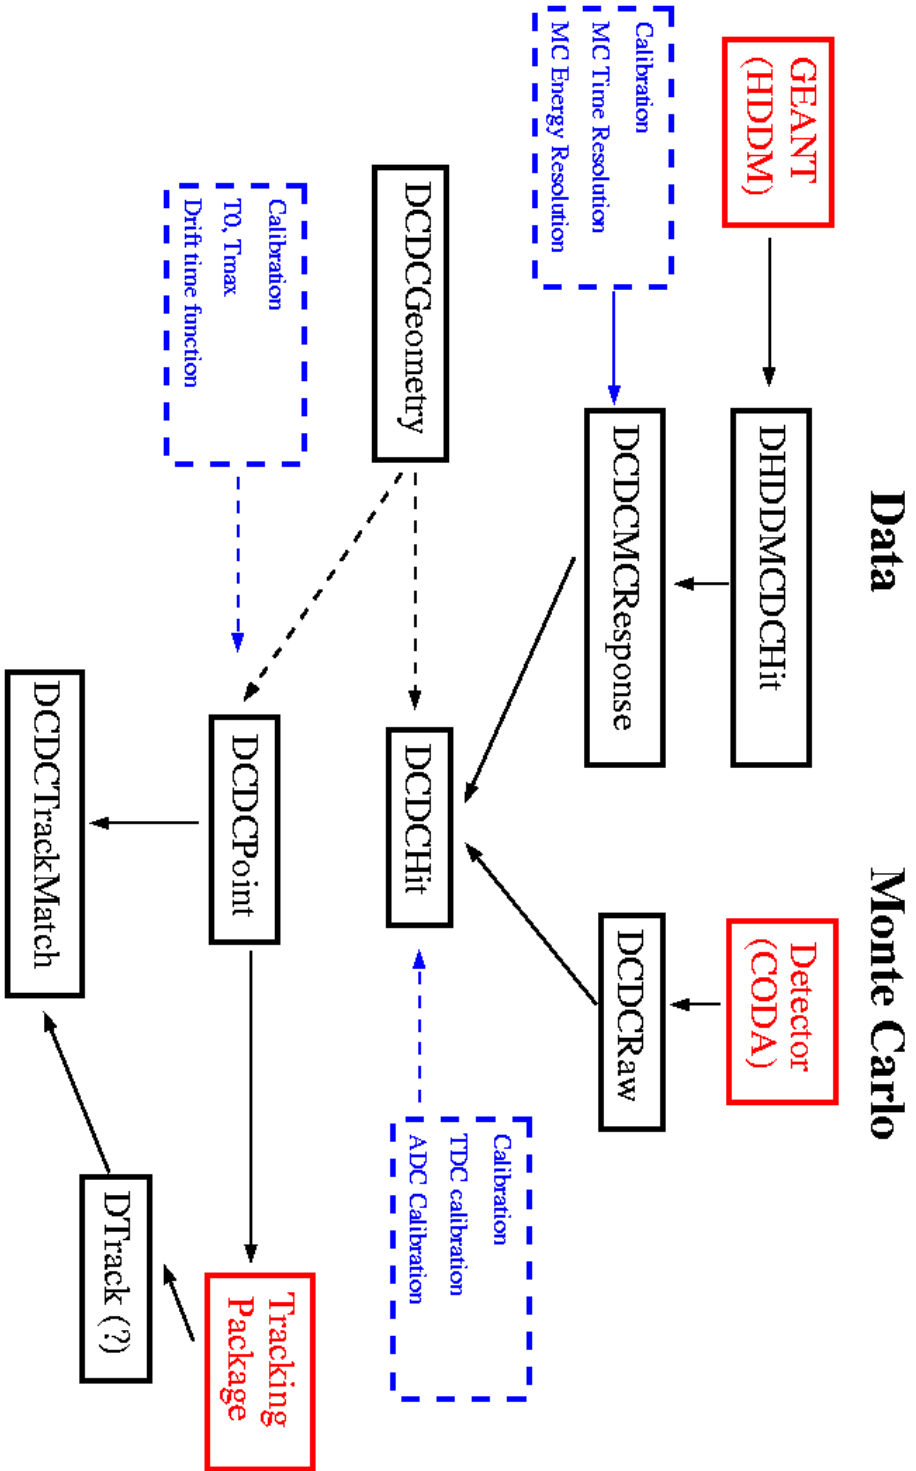 Data
Monte Carlo
GEANT
(HDDM)
DHDDMCDCHit
Detector
(CODA)
Calibration
MC Time Resolution
MC Energy Resolution
DCDCMCResponse
DCDCRaw
DCDCGeometry
DCDCHit
Calibration
TDC calibration
ADC Calibration
Calibration
T0, Tmax
Drift time function
DCDCPoint
Tracking
Package
DCDCTrackMatch
DTrack (?)